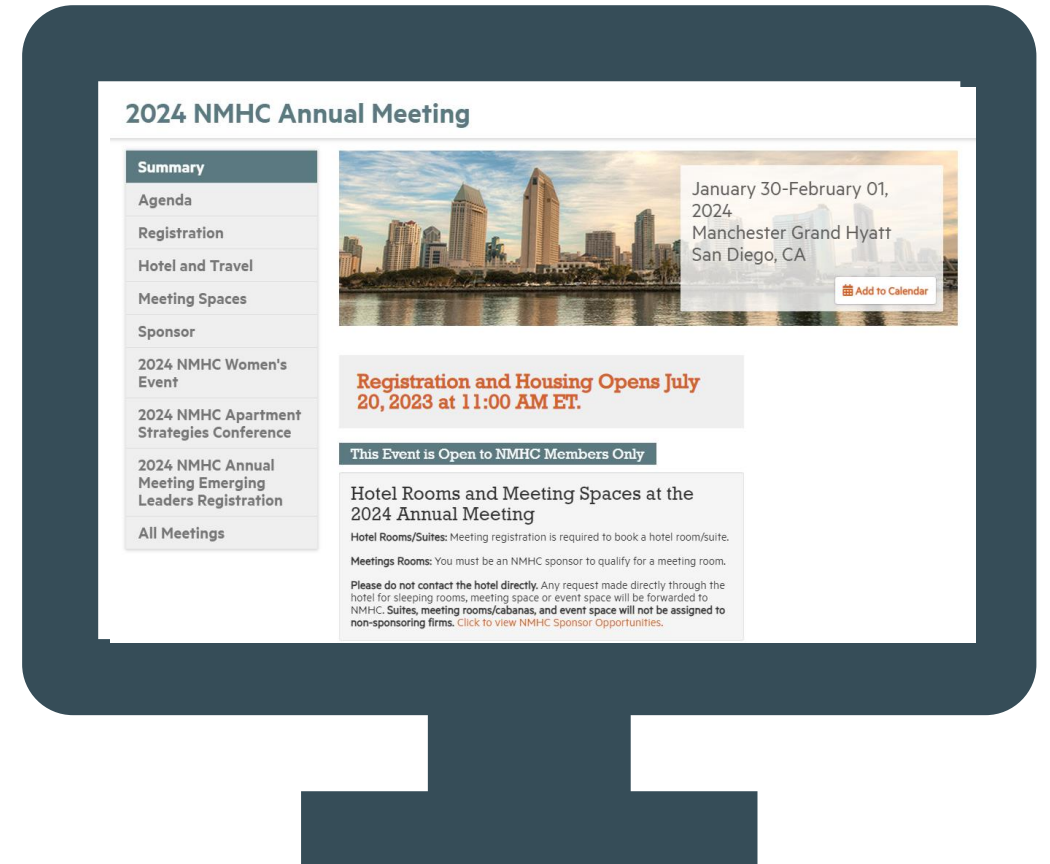 2024 NMHC Annual Meeting
Summary
Agenda
Registration
Hotel and Travel
Meeting Spaces
Sponsor
2024 NMHC Women's
Event
2024 NMHC Apartment
Strategies Conference
2024 NMHC Annual
Meeting Emerging
Leaders Registration
All Meetings
January 30-February 01,
2024
Manchester Grand Hyatt
San Diego, CA
Add to Calendar
Registration and Housing Opens July
20, 2023 at 11:00 AM ET.
This Event is Open to NMHC Members Only
Hotel Rooms and Meeting Spaces at the
2024 Annual Meeting
Hotel Rooms/Suites: Meeting registration is required to book a hotel room/suite.
Meetings Rooms: You must be an NMHC sponsor to qualify for a meeting room.
Please do not contact the hotel directly. Any request made directly through the
hotel for sleeping rooms, meeting space or event space will be forwarded to
NMHC. Suites, meeting rooms/cabanas, and event space will not be assigned to
non-sponsoring firms. Click to view NMHC Sponsor Opportunities.